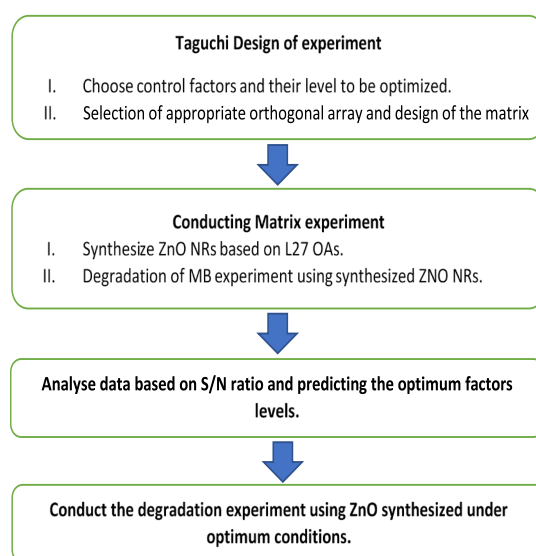 Taguchi Design of experiment
I. Choose control factors and their level to be optimized.
II. Selection of appropriate orthogonal array and design of the matrix
Conducting Matrix experiment
I. Synthesize ZnO NRs based on L27 OAs.
II. Degradation of MB experiment using synthesized ZNO NRs.
Analyse data based on S/N ratio and predicting the optimum factors
levels.
Conduct the degradation experiment using ZnO synthesized under
optimum conditions.